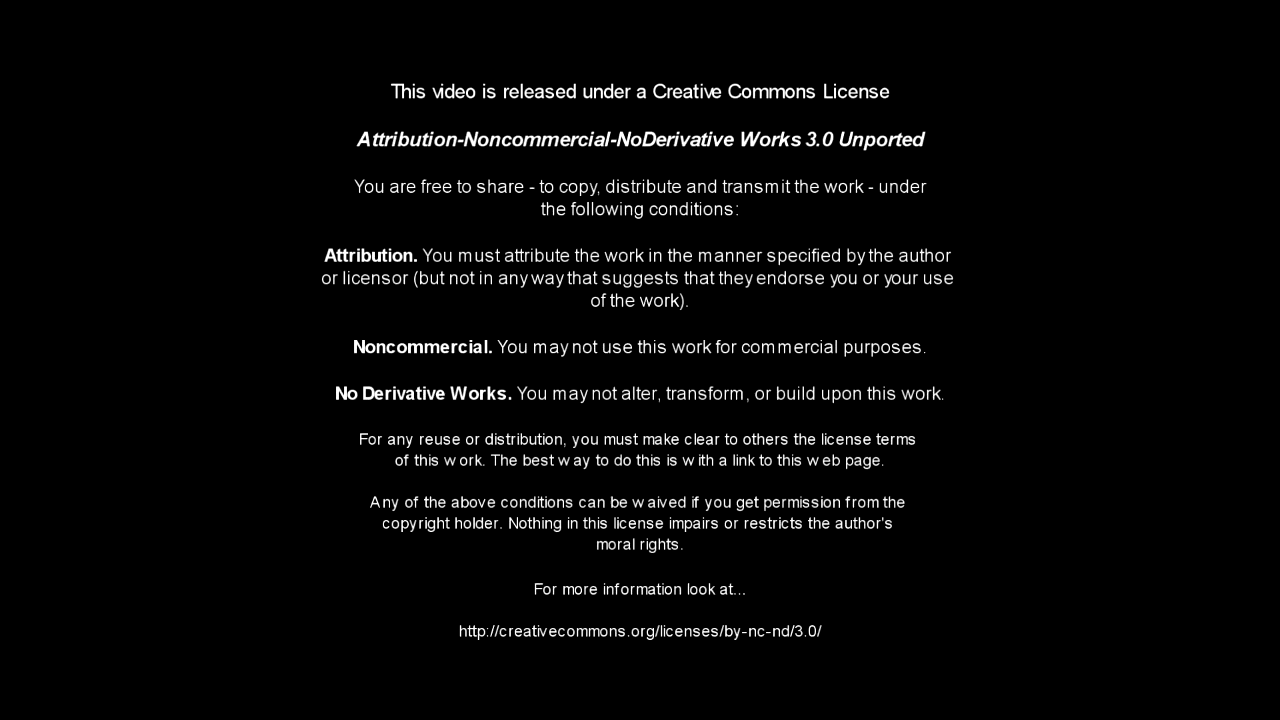 This video is released under a Creative Commons License
Attribution-Noncommercial-NoDerivative Works 3.0 Unported
You are free to share - to copy, distribute and transmit the work - under
the following conditions:
Attribution. You must attribute the work in the manner specified by the author
or licensor (but not in any way that suggests that they endorse you or your use
of the work).
Noncommercial. You may not use this work for commercial purposes.
No Derivative Works. You may not alter, transform, or build upon this work.
For any reuse or distribution, you must make clear to others the license terms
of this work. The best way to do this is with a link to this web page.
Any of the above conditions can be waived if you get permission from the
copyright holder. Nothing in this license impairs or restricts the author's
moral rights.
For more information look at...
http://creativecommons.org/licenses/by-nc-nd/3.0/